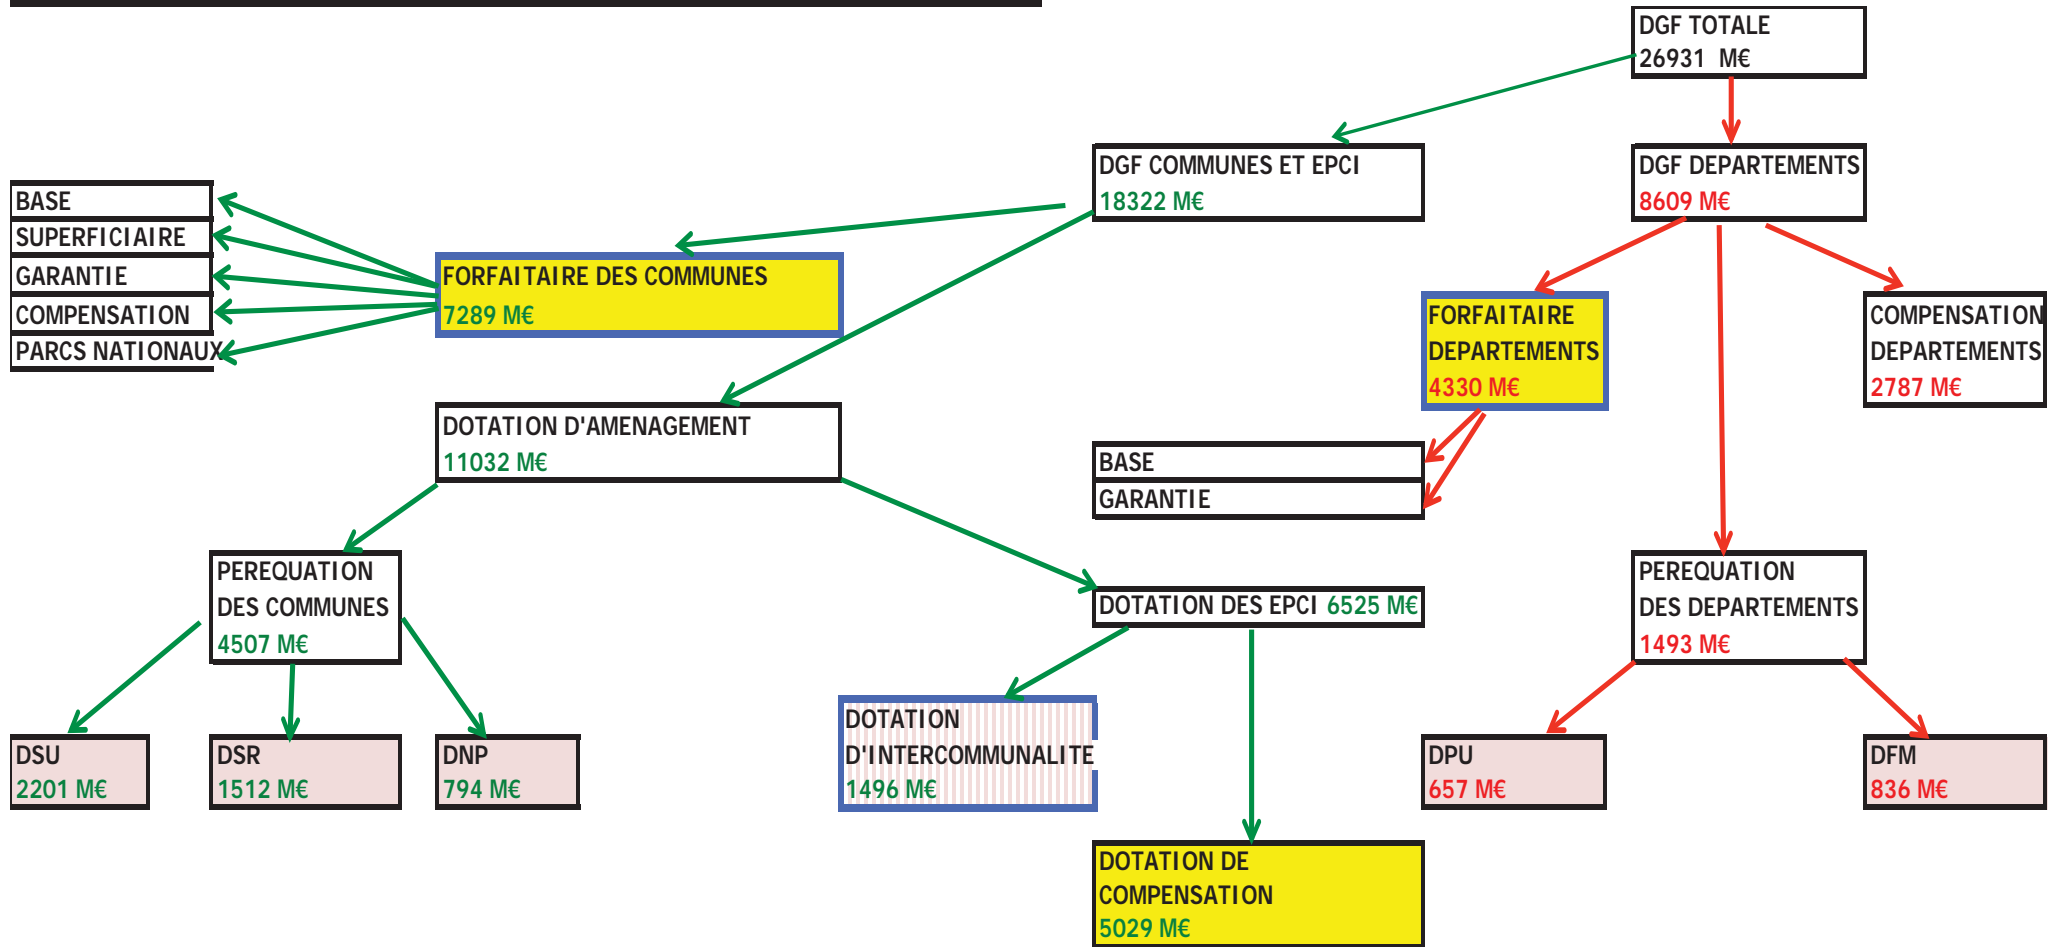 DGF TOTALE
26931 M€
DGF COMMUNES ET EPCI
18322 M€
DGF DEPARTEMENTS
8609 M€
BASE
SUPERFICIAIRE
GARANTIE
COMPENSATION
PARCS NATIONAUX
FORFAITAIRE DES COMMUNES
7289 M€
FORFAITAIRE
DEPARTEMENTS
4330 M€
COMPENSATION
DEPARTEMENTS
2787 M€
DOTATION D'AMENAGEMENT
11032 M€
BASE
GARANTIE
PEREQUATION
DES COMMUNES
4507 M€
DOTATION DES EPCI 6525 M€
PEREQUATION
DES DEPARTEMENTS
1493 M€
DSU
2201 M€
DSR
1512 M€
DNP
794 M€
DOTATION
D'INTERCOMMUNALITE
1496 M€
DPU
657 M€
DFM
836 M€
DOTATION DE
COMPENSATION
5029 M€